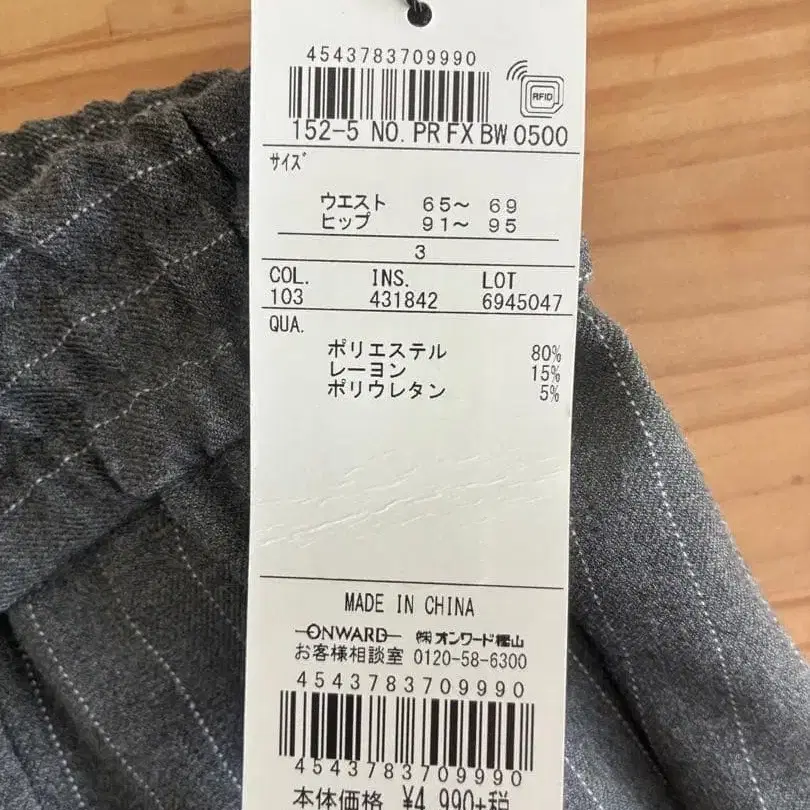 4543783709990
RFID
152-5 NO. PRFXBW0500
サイズ
ウエスト 65〜 69
ヒップ 91〜 95
3
COL. INS. LOT
103 431842 6945047
QUA.
ポリエステル 80%
レーヨン 15%
ポリウレタン 5%
MADE IN CHINA
ONWARD ㈱オンワード樫山
お客様相談室 0120-58-6300
4543783709990
4543783709990
本体価格 ¥4,990+税